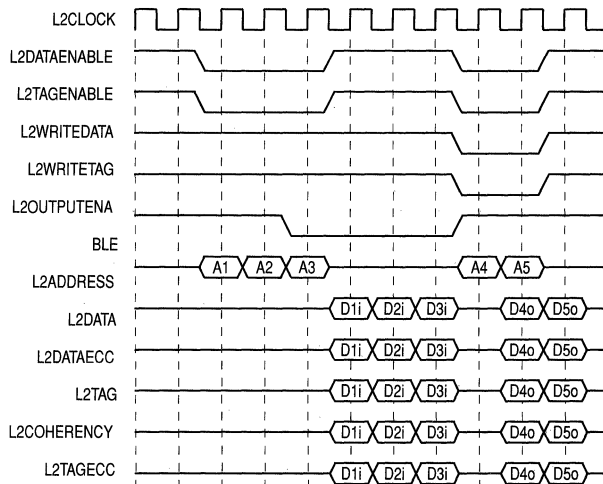 L2CLOCK
L2DATAENABLE
L2TAGENABLE
L2WRITEDATA
L2WRITETAG
L2OUTPUTENA
BLE
L2ADDRESS A1 A2 A3 A4 A5
L2DATA D1i D2i D3i D4o D5o
L2DATAECC D1i D2i D3i D4o D5o
L2TAG D1i D2i D3i D4o D5o
L2COHERENCY D1i D2i D3i D4o D5o
L2TAGECC D1i D2i D3i D4o D5o